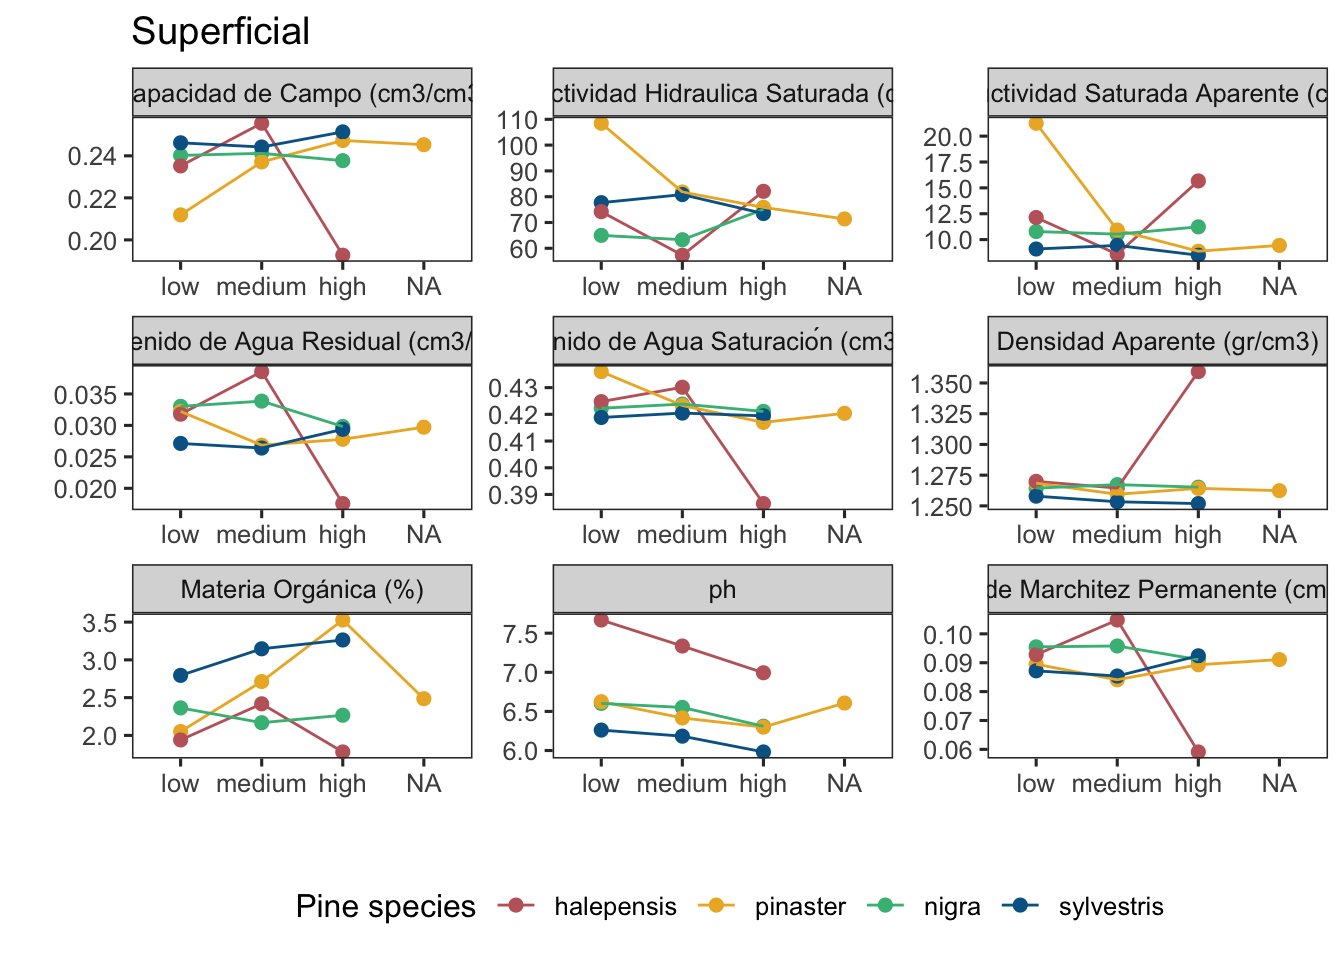 Superficial
apacidad de Campo (cm3/cm3
ctividad Hidraulica Saturada (c
uctividad Saturada Aparente (c
0.24
0.22
0.20
110
100
90
80
70
60
20.0
17.5
15.0
12.5
10.0
low medium high NA
low medium high NA
low medium high NA
enido de Agua Residual (cm3/
nido de Agua Saturación (cm3
Densidad Aparente (gr/cm3)
0.035
0.030
0.025
0.020
0.43
0.42
0.41
0.40
0.39
1.350
1.325
1.300
1.275
1.250
low medium high NA
low medium high NA
low medium high NA
Materia Orgánica (%)
ph
de Marchitez Permanente (cm
3.5
3.0
2.5
2.0
7.5
7.0
6.5
6.0
0.10
0.09
0.08
0.07
0.06
low medium high NA
low medium high NA
low medium high NA
Pine species halepensis pinaster nigra sylvestris